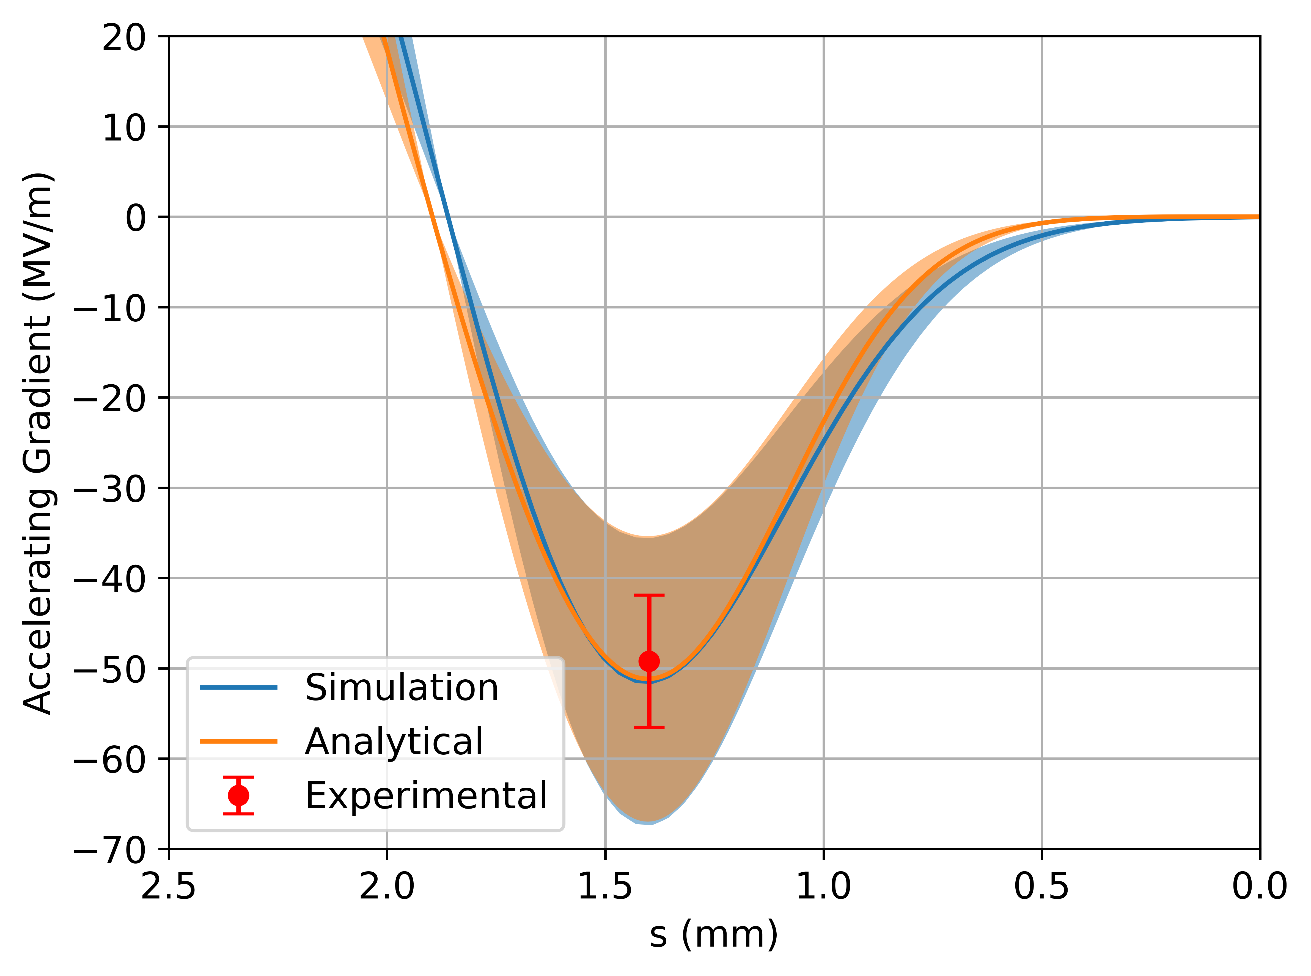 Accelerating Gradient (MV/m)
20
10
0
−10
−20
−30
−40
−50
−60
−70
Simulation
Analytical
Experimental
2.5 2.0 1.5 1.0 0.5 0.0
s (mm)